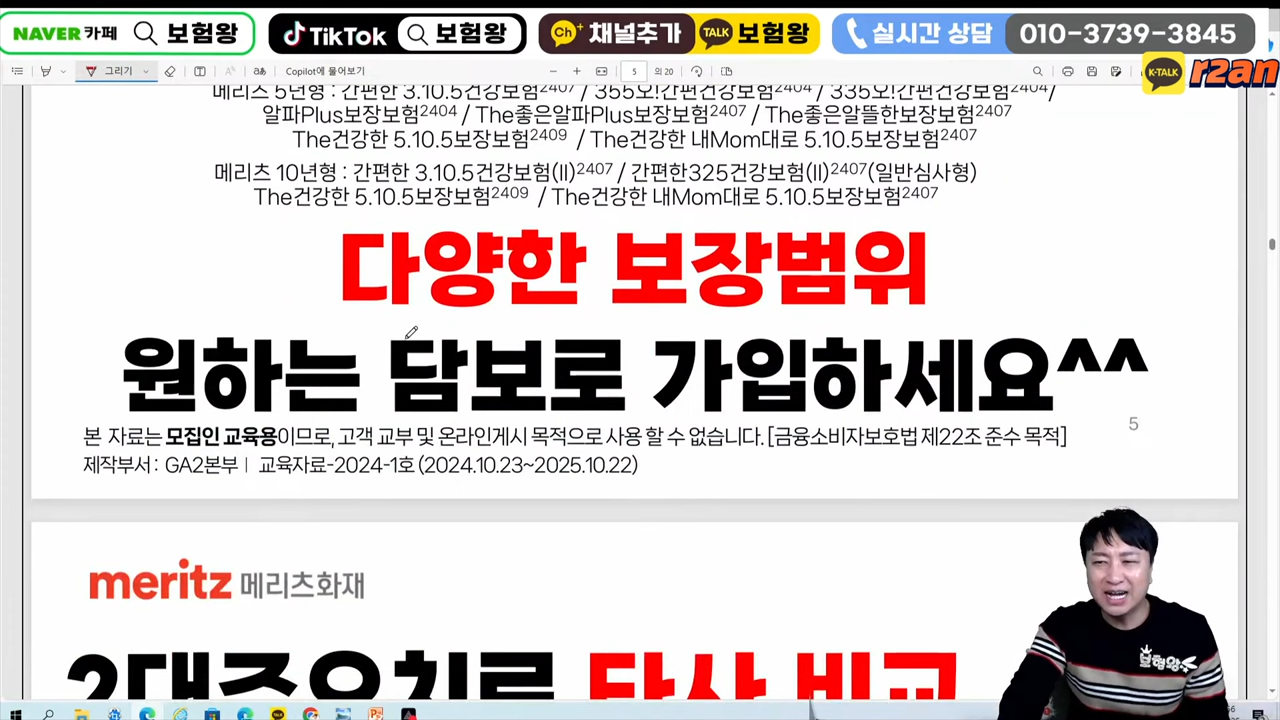 NAVER 카페 보험왕 TikTok 보험왕 Ch+ 채널추가 TALK 보험왕 실시간 상담 010-3739-3845
K-TALK r2an
그리기 Copilot에 물어보기 5 의 20
메리츠 5년형 : 간편한 3.10.5건강보험2407 / 355오!간편건강보험2404 / 335오!간편건강보험2404 /
알파Plus보장보험2404 / The좋은알파Plus보장보험2407 / The좋은알뜰한보장보험2407
The건강한 5.10.5보장보험2409 / The건강한 내Mom대로 5.10.5보장보험2407
메리츠 10년형 : 간편한 3.10.5건강보험(II)2407 / 간편한325건강보험(II)2407(일반심사형)
The건강한 5.10.5보장보험2409 / The건강한 내Mom대로 5.10.5보장보험2407
다양한 보장범위
원하는 담보로 가입하세요^^
본 자료는 모집인 교육용이므로, 고객 교부 및 온라인게시 목적으로 사용 할 수 없습니다. [금융소비자보호법 제22조 준수 목적]
5
제작부서 : GA2본부 | 교육자료-2024-1호 (2024.10.23~2025.10.22)
meritz 메리츠화재
2대주요치료 타사 비교
보험왕